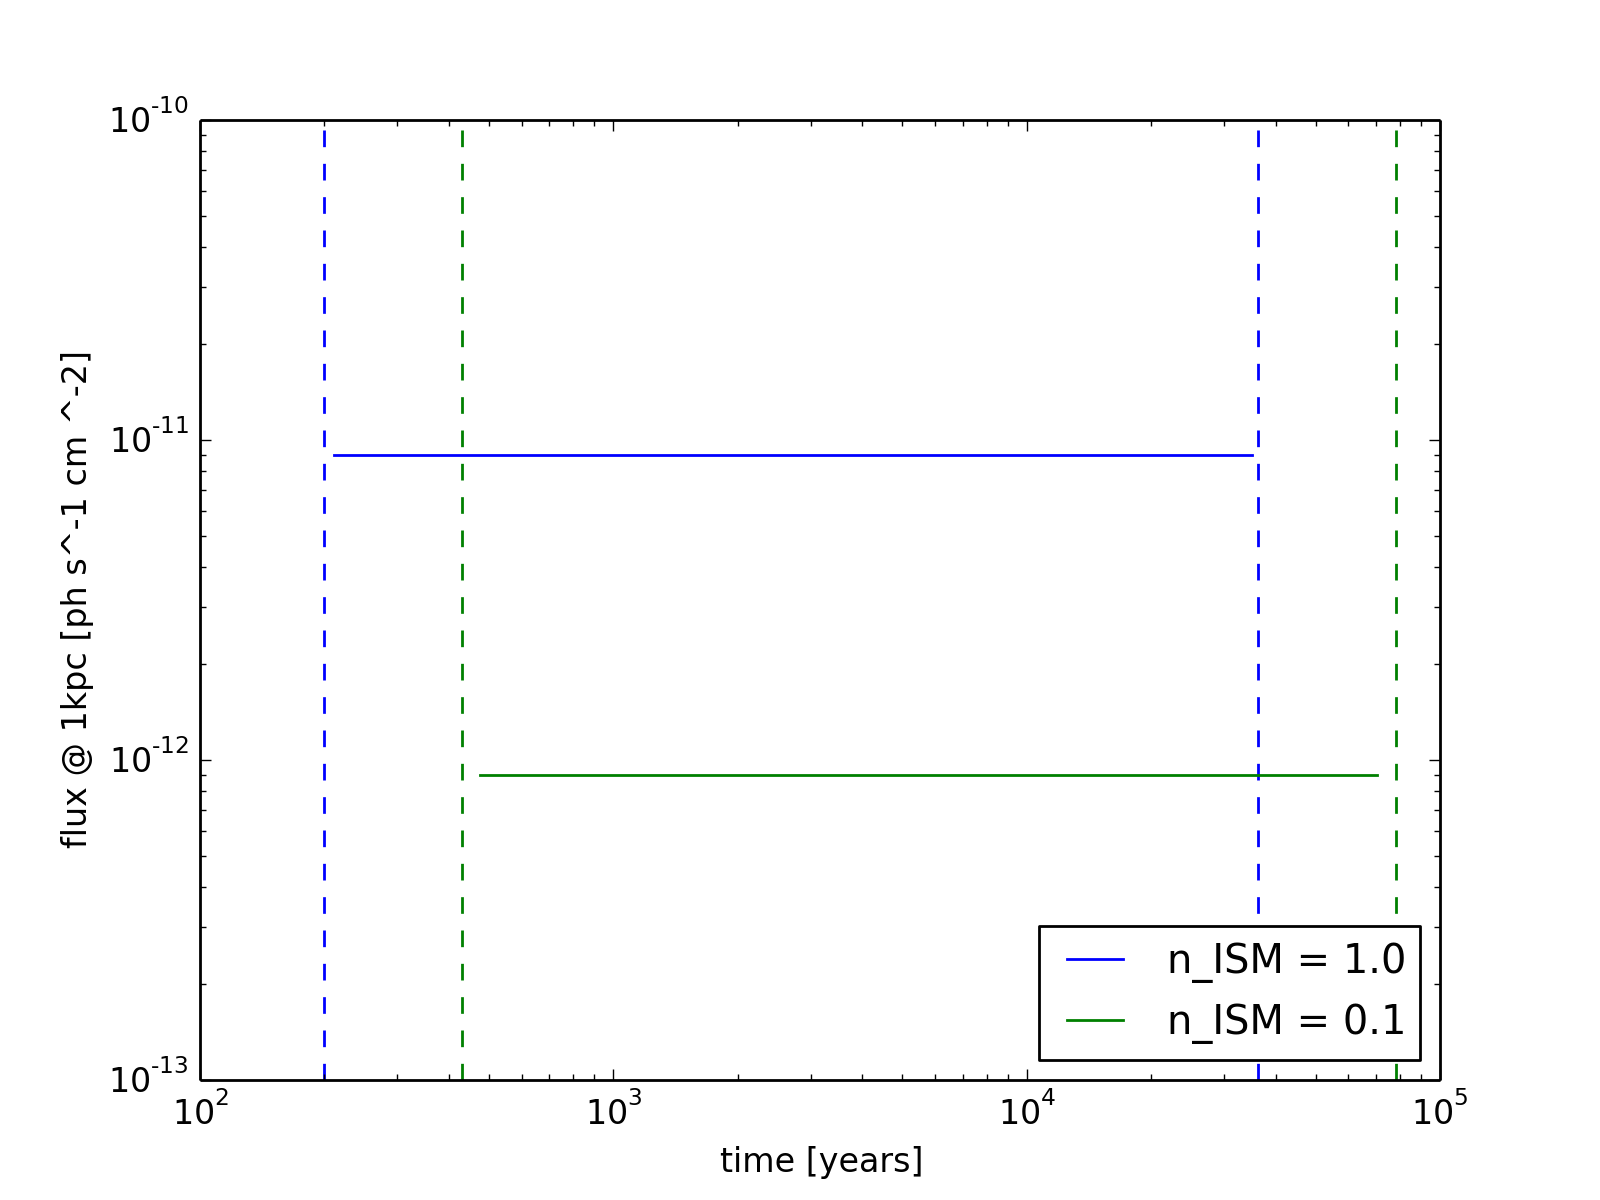 10^-10
10^-11
10^-12
10^-13
flux @ 1kpc [ph s^-1 cm ^-2]
n_ISM = 1.0
n_ISM = 0.1
10^2 10^3 10^4 10^5
time [years]